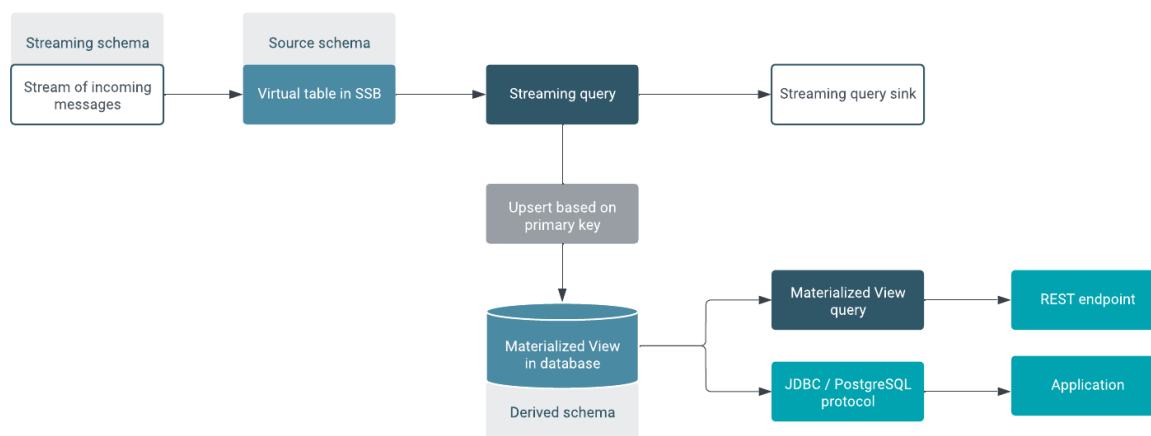 Streaming schema
Source schema
Stream of incoming
messages
Virtual table in SSB
Streaming query
Streaming query sink
Upsert based on
primary key
Materialized View
in database
Derived schema
Materialized View
query
REST endpoint
JDBC / PostgreSQL
protocol
Application